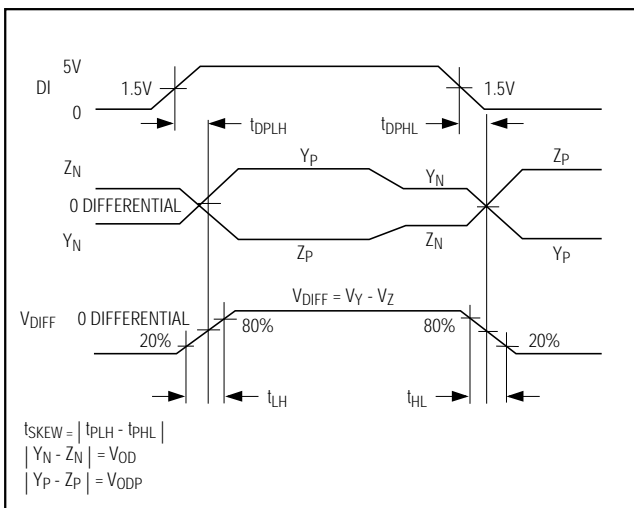 5V
DI
1.5V
1.5V
0
tDPLH
tDPHL
ZN
YP
YN
ZP
0 DIFFERENTIAL
YN
ZP
ZN
YP
VDIFF = VY - VZ
VDIFF
0 DIFFERENTIAL
20%
80%
80%
20%
tLH
tHL
tSKEW = | tPLH - tPHL |
| YN - ZN | = VOD
| YP - ZP | = VODP